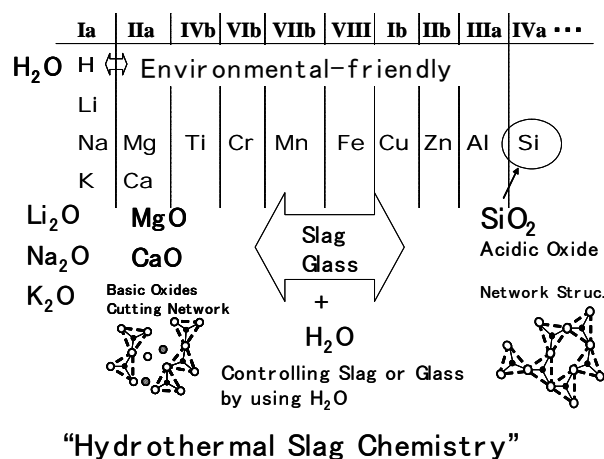 Ia IIa IVb VIb VIIb VIII Ib IIb IIIa IVa ···
H₂O H Environmental-friendly
Li
Na Mg Ti Cr Mn Fe Cu Zn Al Si
K Ca
Li₂O MgO SiO₂
Slag
Acidic Oxide
Na₂O CaO Glass
K₂O Basic Oxides
Cutting Network
+
Network Struc.
H₂O
Controlling Slag or Glass
by using H₂O
“Hydrothermal Slag Chemistry”